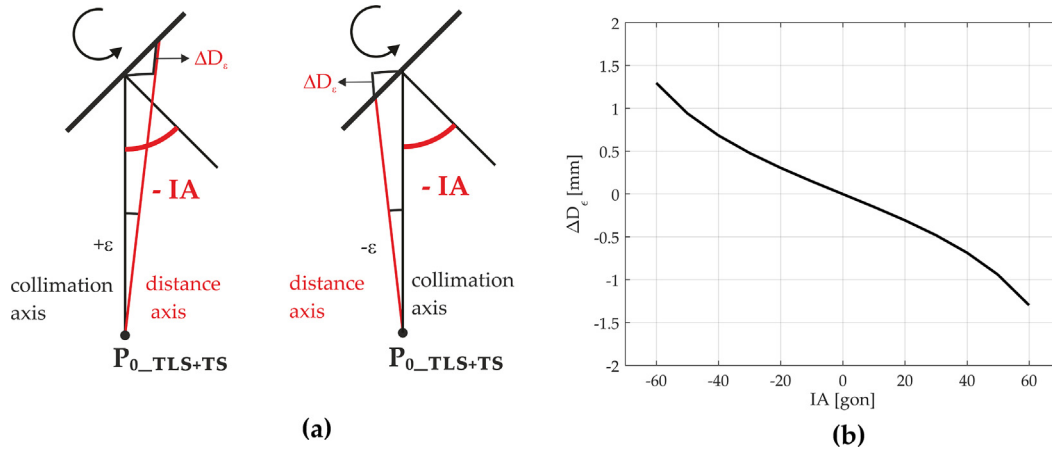 ΔDε
- IA
+ε
collimation
axis
distance
axis
P0_TLS+TS
ΔDε
- IA
-ε
distance
axis
collimation
axis
P0_TLS+TS
(a)
2
1.5
1
0.5
0
-0.5
-1
-1.5
-2
ΔDϵ [mm]
-60 -40 -20 0 20 40 60
IA [gon]
(b)